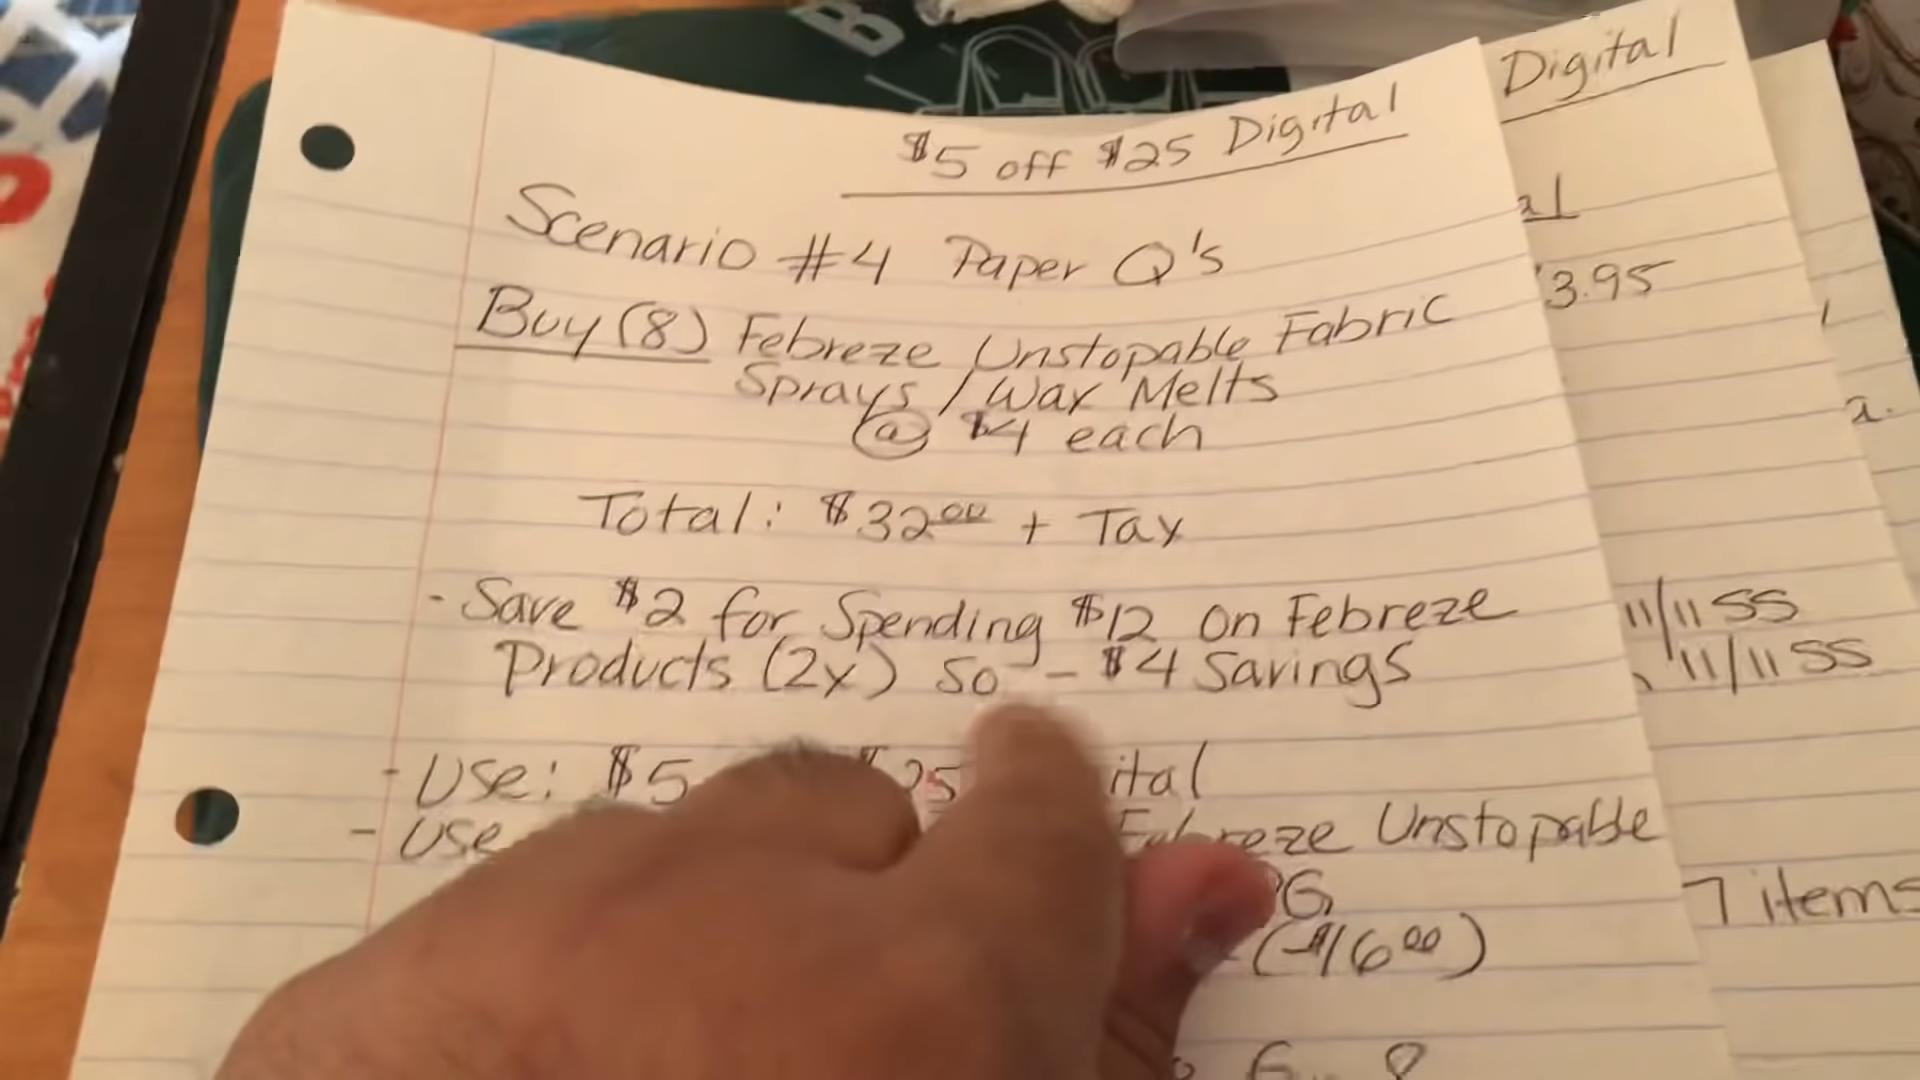 $5 off $25 Digital
Scenario #4 Paper Q's
Buy (8) Febreze Unstopable Fabric
Sprays / Wax Melts
@ $4 each
Total: $32.00 + Tax
- Save $2 for Spending $12 on Febreze
Products (2x) So - $4 Savings
- Use: $5 $25
- Use Febreze Unstopable
(-$16.00)
Digital
3.95
11/11 SS
11/11 SS
7 items
B